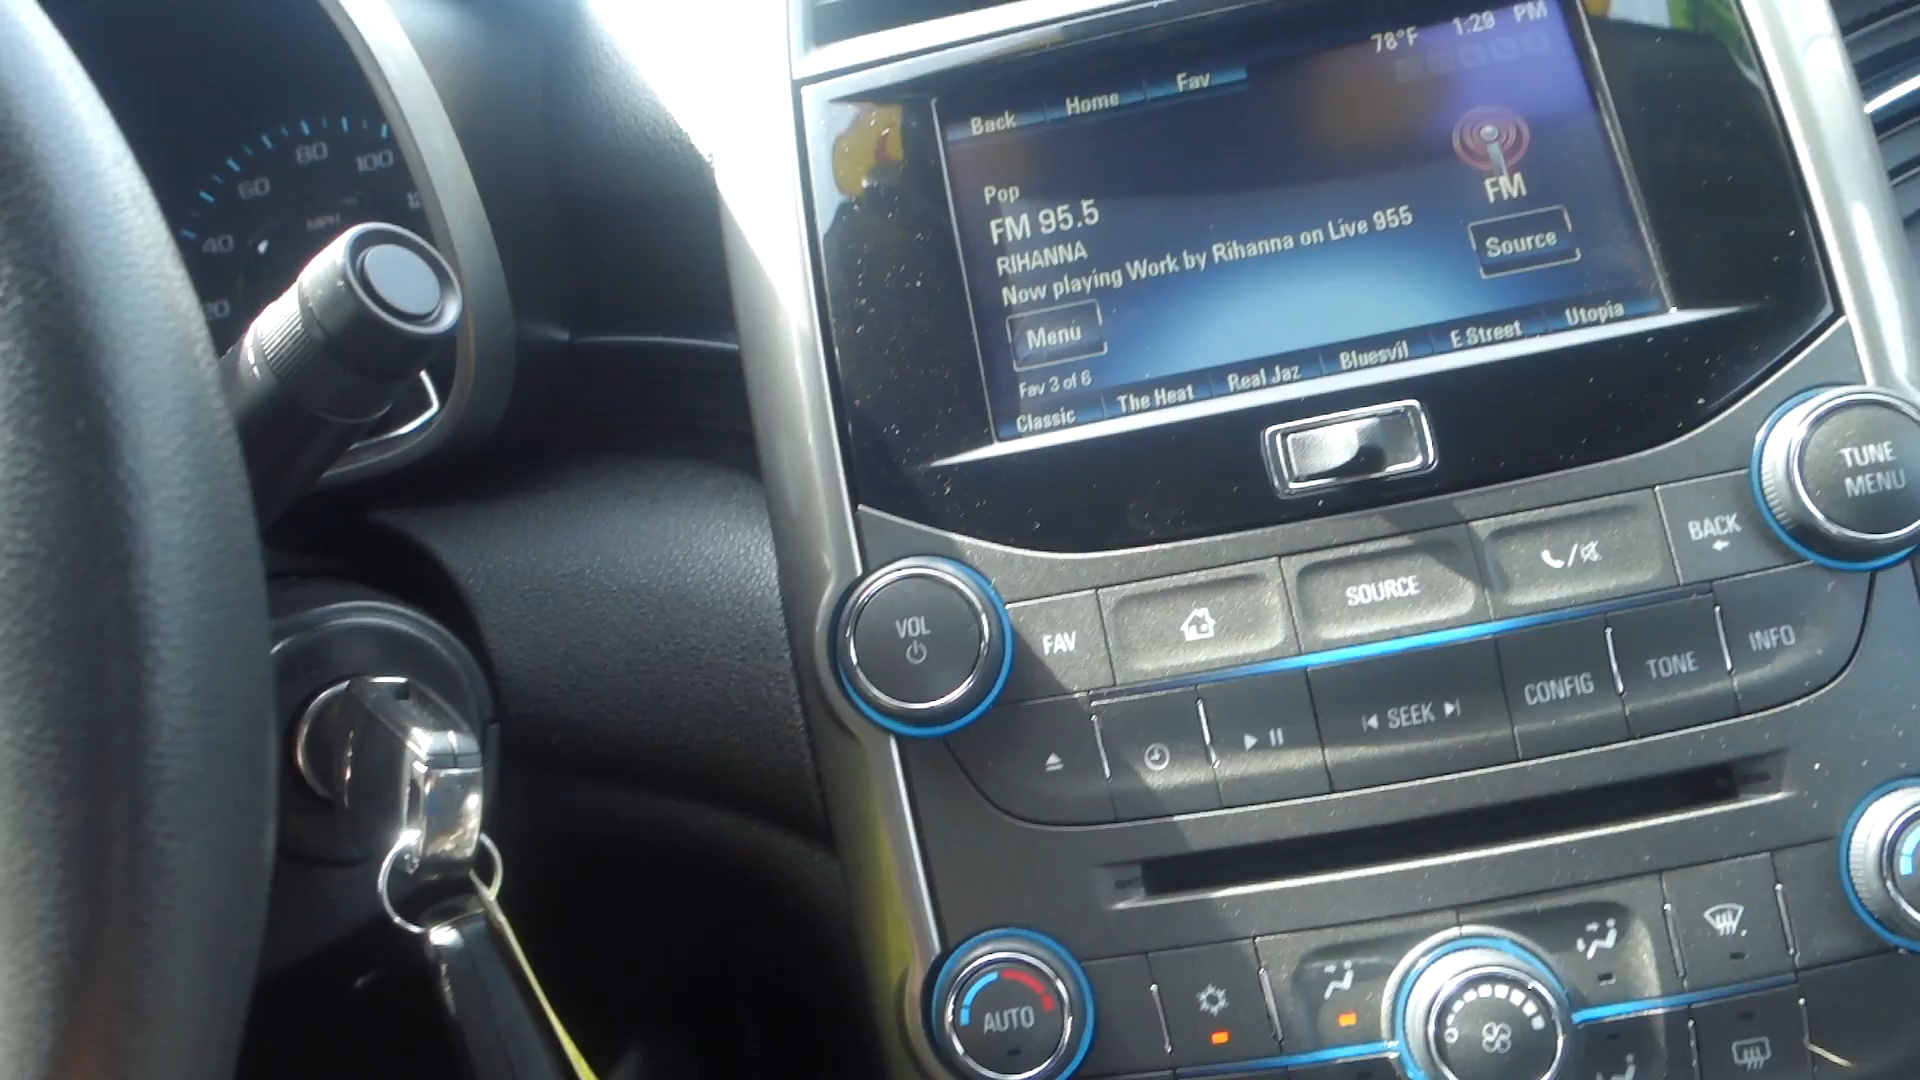 80
60
100
MPH
40
20
78°F 1:29 PM
Back Home Fav
Pop
FM 95.5
RIHANNA
Now playing Work by Rihanna on Live 955
FM
Source
Menu
Fav 3 of 6
Classic The Heat Real Jaz Bluesvil E Street Utopia
TUNE
MENU
VOL
FAV SOURCE BACK
SEEK CONFIG TONE INFO
AUTO